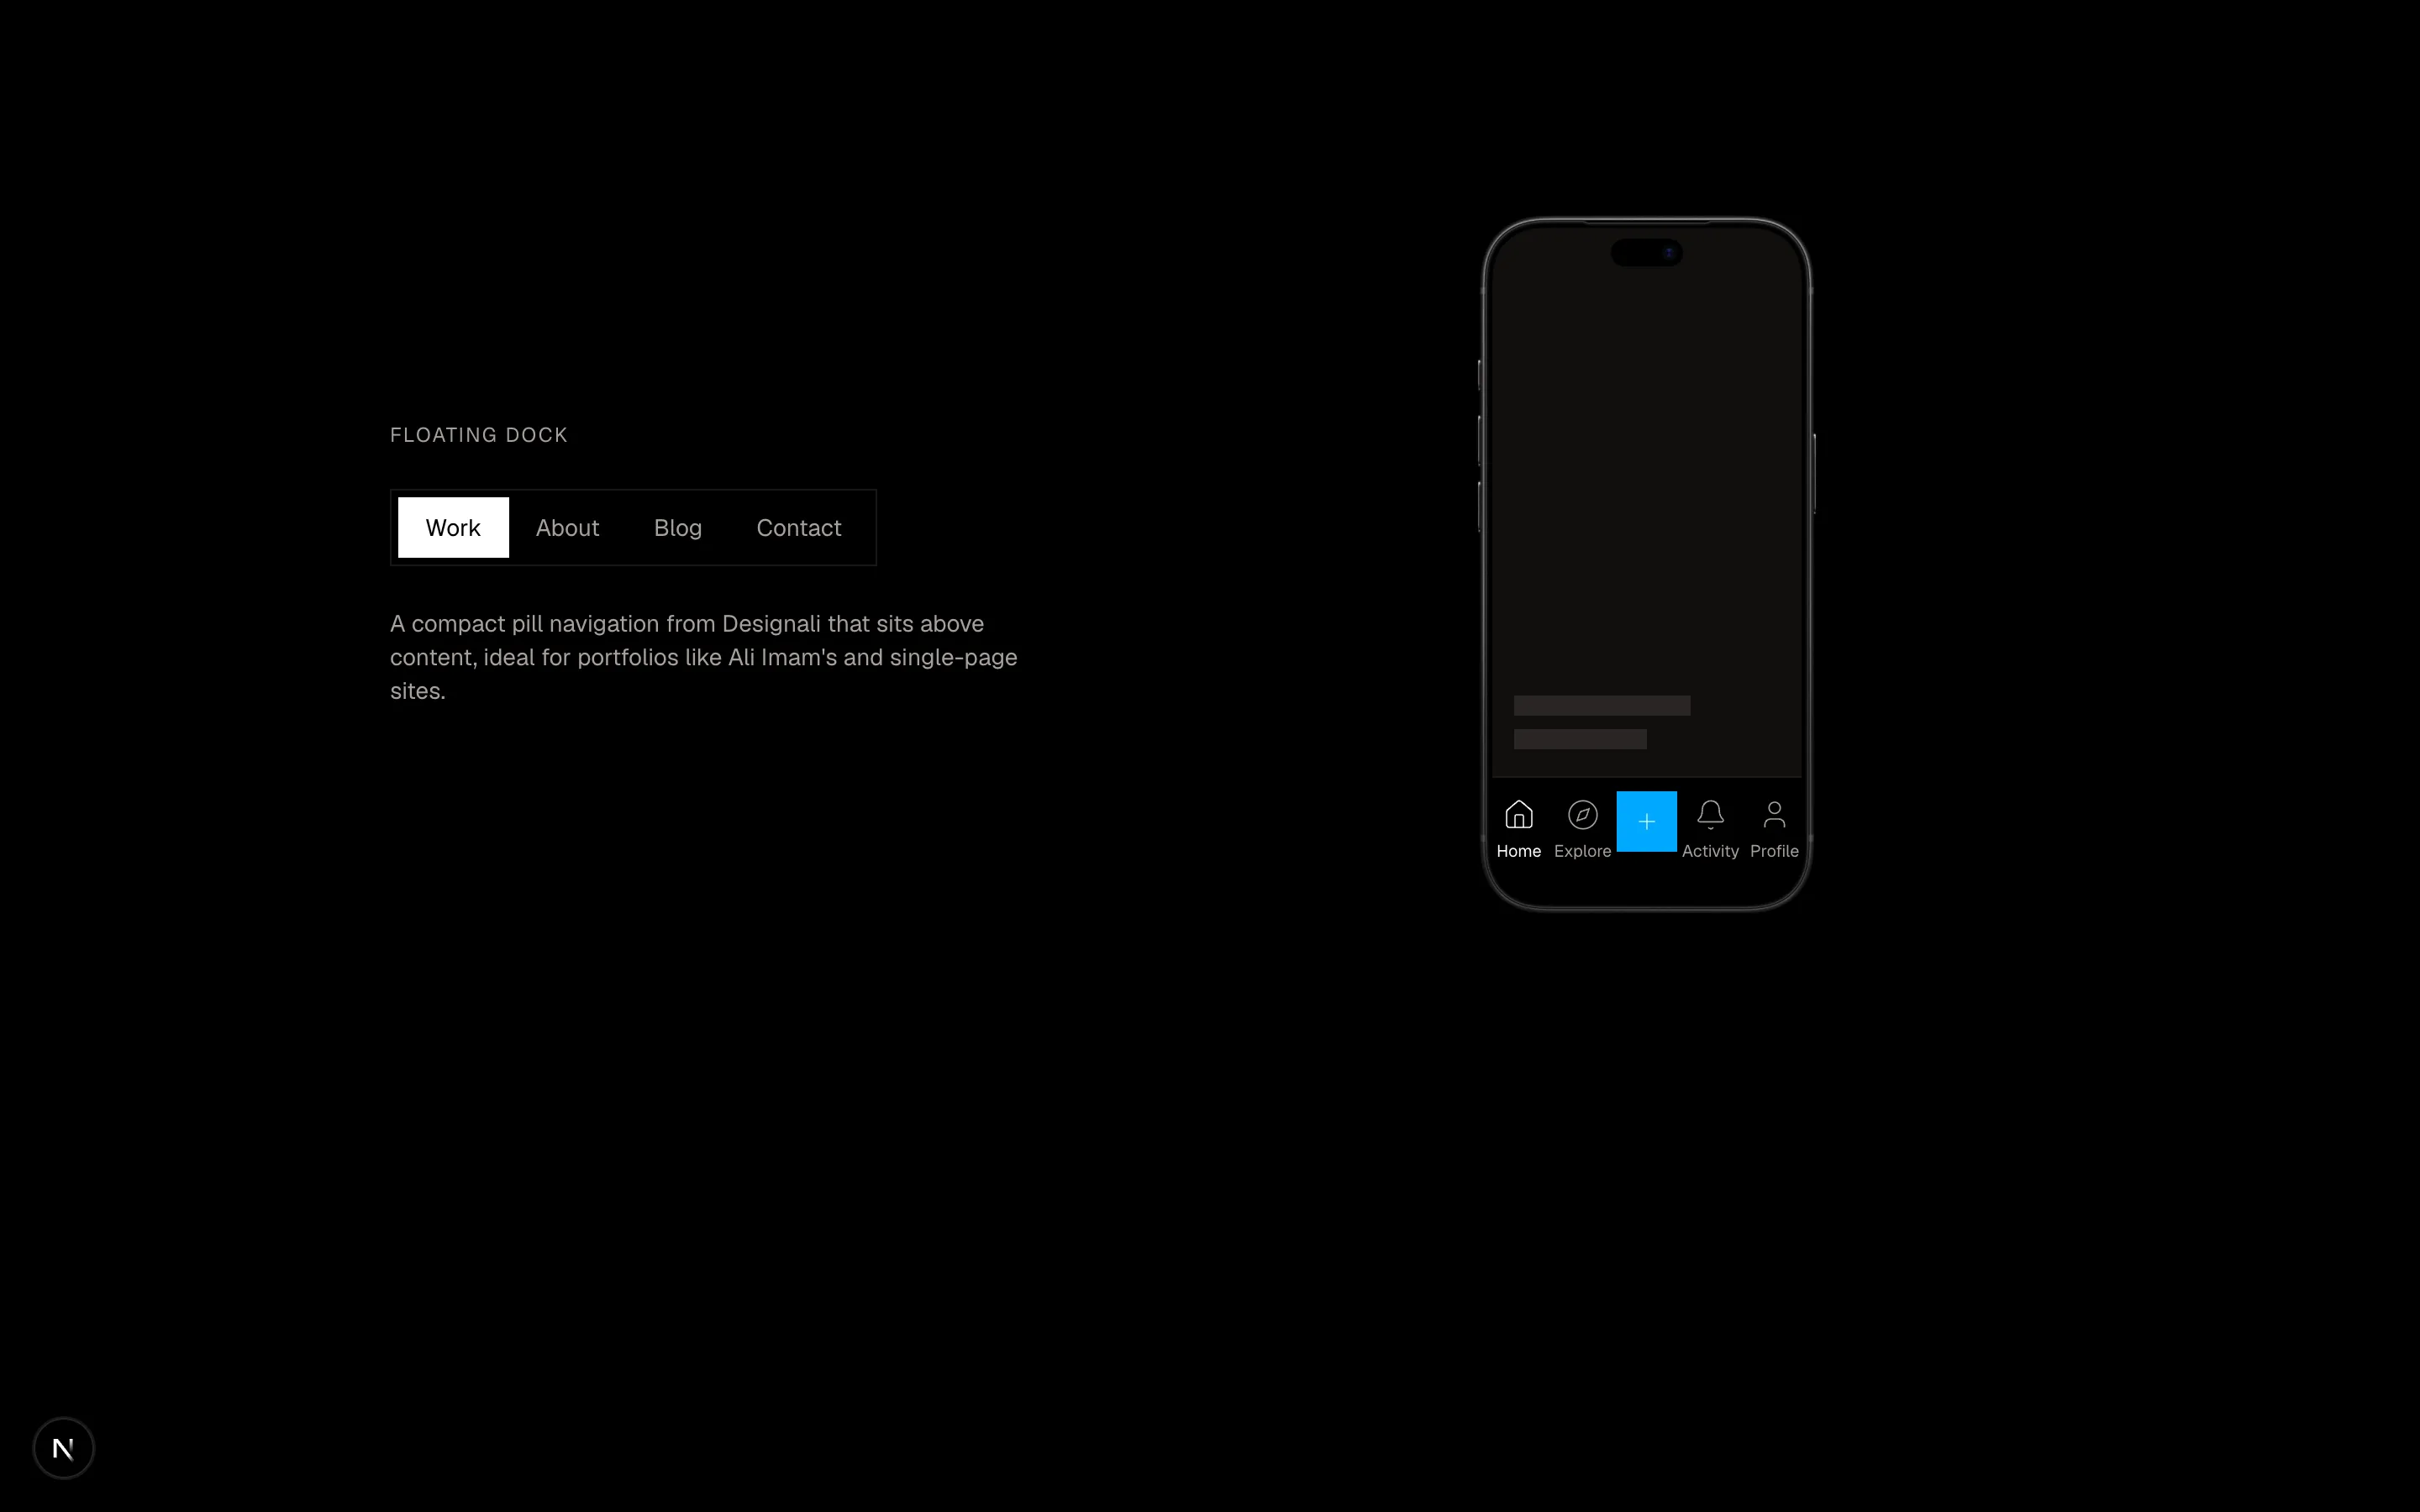 FLOATING DOCK
Work About Blog Contact
A compact pill navigation from Designali that sits above
content, ideal for portfolios like Ali Imam's and single-page
sites.
Home Explore Activity Profile
N